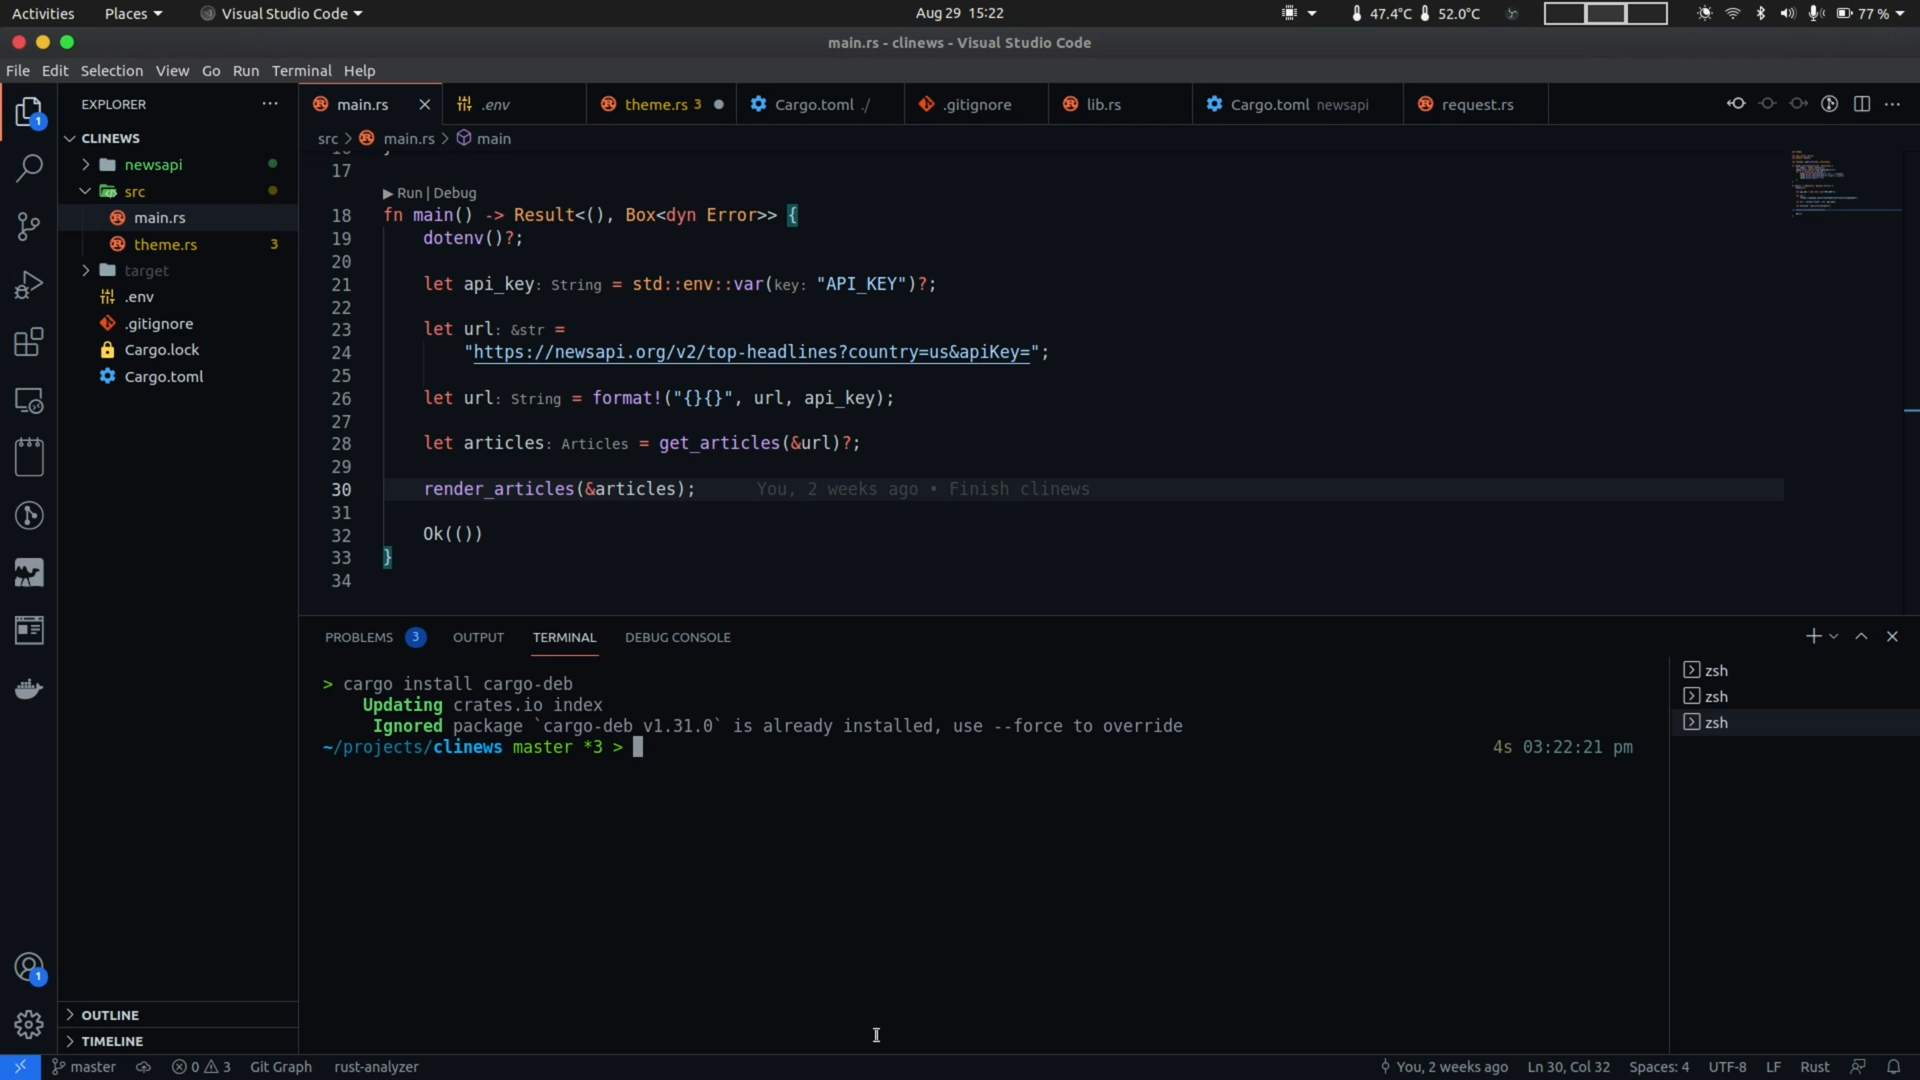 Activities Places Visual Studio Code Aug 29 15:22 47.4°C 52.0°C 77 %
main.rs - clinews - Visual Studio Code
File Edit Selection View Go Run Terminal Help
EXPLORER
CLINEWS
newsapi
src
main.rs
theme.rs 3
target
.env
.gitignore
Cargo.lock
Cargo.toml
OUTLINE
TIMELINE
1
1
main.rs .env theme.rs 3 Cargo.toml ./ .gitignore lib.rs Cargo.toml newsapi request.rs
src > main.rs > main
17
Run | Debug
18 fn main() -> Result<(), Box<dyn Error>> {
19 dotenv()?;
20
21 let api_key: String = std::env::var(key: "API_KEY")?;
22
23 let url: &str =
24 "https://newsapi.org/v2/top-headlines?country=us&apiKey=";
25
26 let url: String = format!("{}{}", url, api_key);
27
28 let articles: Articles = get_articles(&url)?;
29
30 render_articles(&articles); You, 2 weeks ago • Finish clinews
31
32 Ok(())
33 }
34
PROBLEMS 3 OUTPUT TERMINAL DEBUG CONSOLE
> cargo install cargo-deb
Updating crates.io index
Ignored package `cargo-deb v1.31.0` is already installed, use --force to override
~/projects/clinews master *3 > 4s 03:22:21 pm
zsh
zsh
zsh
master 0 3 Git Graph rust-analyzer You, 2 weeks ago Ln 30, Col 32 Spaces: 4 UTF-8 LF Rust